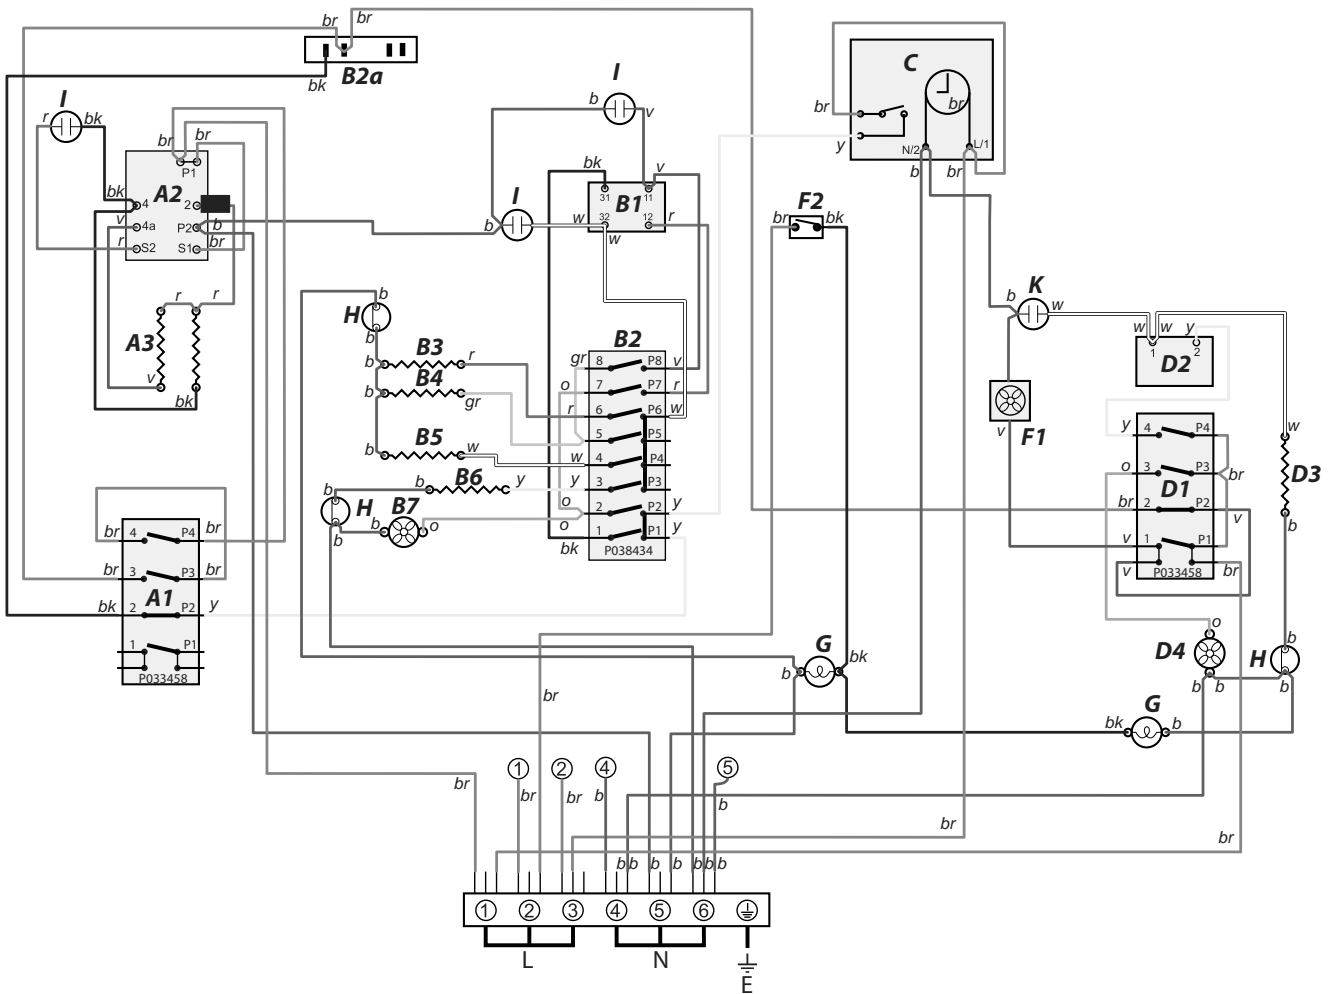 br br
B2a
bk
I
r bk
br br
P1
A2
bk 4 2
v 4a P2 b
r S2 S1 br
r r
A3
v bk
I
b v
bk v
31 11
B1
I
b w 32 12 r
w
C
br br
y N/2 L/1
b br
F2
br bk
K
b w
w w y
1 2
D2
F1
v
b
H
b
b B3 r
b B4 gr
b B5 w
b B6 y
b
H
b B7 o
b
B2
gr 8 P8 v
o 7 P7 r
r 6 P6 w
5 P5
w 4 P4
y 3 P3
o 2 P2 y
o 1 P1 y
bk P038434
y 4 P4
o 3 P3 br
D1
br 2 P2 v
v 1 P1
v br
P033458
w
D3
b
br 4 P4 br
br 3 P3 br
A1
bk 2 P2 y
1 P1
P033458
G
b bk
br
o
D4
b b
b
H
b
G
bk b
br
1 2 4 5
br br b b
br br
b b b b b b b
1 2 3 4 5 6
L N
E